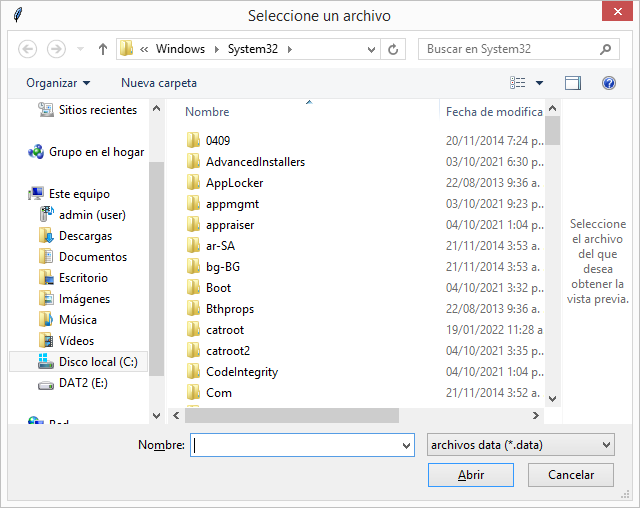 Seleccione un archivo
« Windows System32
Buscar en System32
Organizar
Nueva carpeta
Sitios recientes
Grupo en el hogar
Este equipo
admin (user)
Descargas
Documentos
Escritorio
Imágenes
Música
Vídeos
Disco local (C:)
DAT2 (E:)
Red
Nombre Fecha de modifica
0409 20/11/2014 7:24 p..
AdvancedInstallers 03/10/2021 6:30 p..
AppLocker 22/08/2013 9:36 a.
appmgmt 03/10/2021 9:23 p..
appraiser 04/10/2021 1:04 p..
ar-SA 21/11/2014 3:53 a.
bg-BG 21/11/2014 3:53 a.
Boot 04/10/2021 3:32 p..
Bthprops 22/08/2013 9:36 a.
catroot 19/01/2022 11:28 a
catroot2 04/10/2021 3:35 p..
CodeIntegrity 04/10/2021 1:04 p..
Com 21/11/2014 3:52 a.
Seleccione
el archivo
del que
desea
obtener la
vista previa.
Nombre:
archivos data (*.data)
Abrir
Cancelar